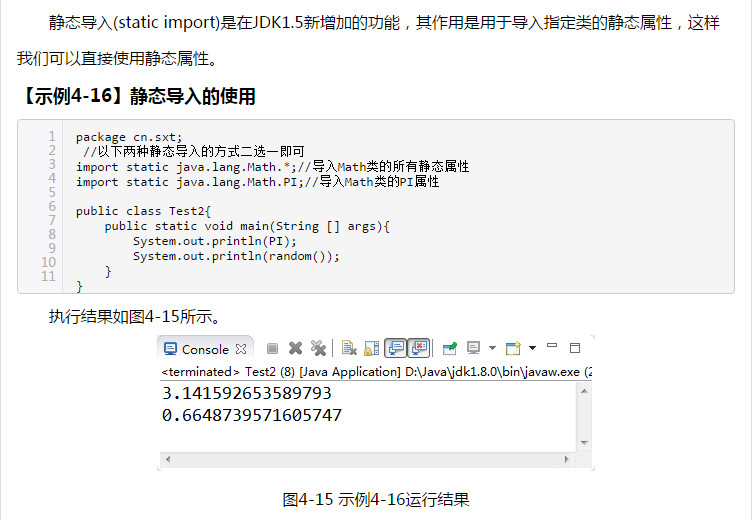 静态导入(static import)是在JDK1.5新增加的功能，其作用是用于导入指定类的静态属性，这样
我们可以直接使用静态属性。
【示例4-16】静态导入的使用
1 package cn.sxt;
2 //以下两种静态导入的方式二选一即可
3 import static java.lang.Math.*;//导入Math类的所有静态属性
4 import static java.lang.Math.PI;//导入Math类的PI属性
5
6 public class Test2{
7 public static void main(String [] args){
8 System.out.println(PI);
9 System.out.println(random());
10 }
11 }
执行结果如图4-15所示。
Console
<terminated> Test2 (8) [Java Application] D:\Java\jdk1.8.0\bin\javaw.exe (2
3.141592653589793
0.6648739571605747
图4-15 示例4-16运行结果